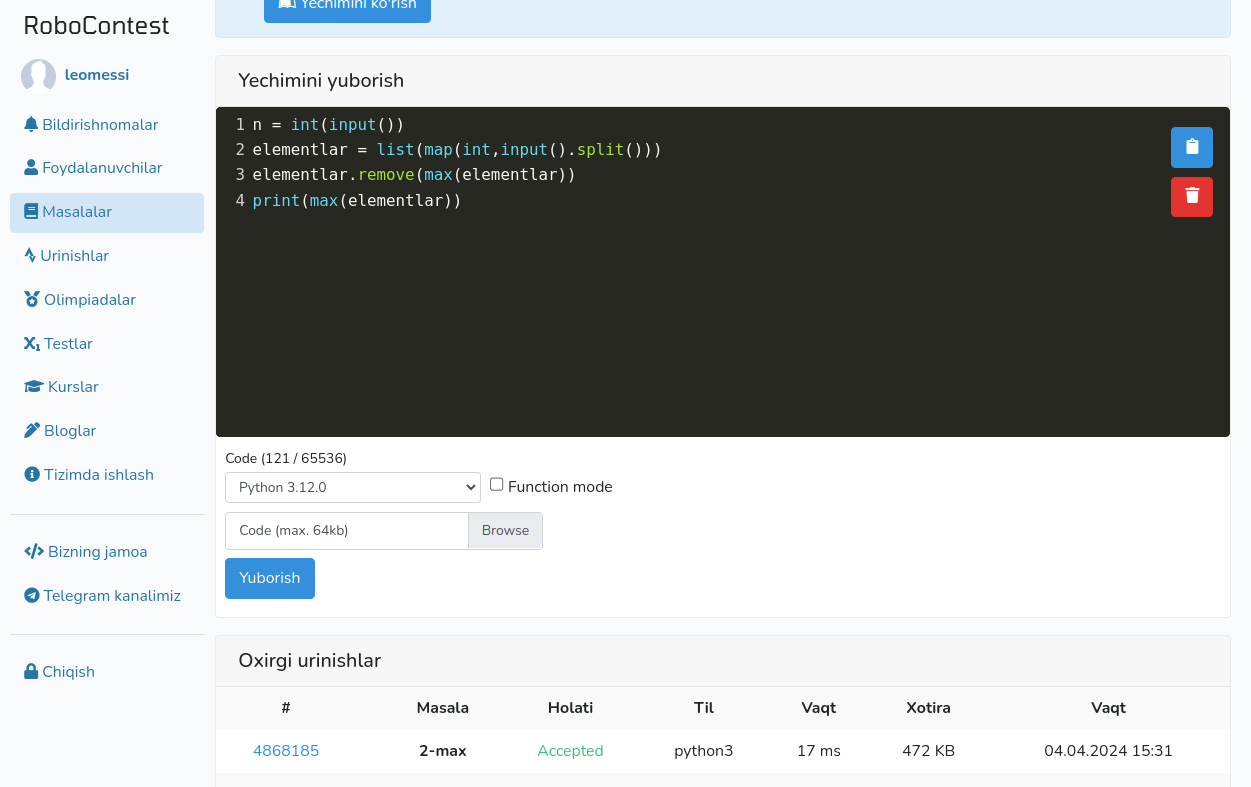 RoboContest
leomessi
Bildirishnomalar
Foydalanuvchilar
Masalalar
Urinishlar
Olimpiadalar
Testlar
Kurslar
Bloglar
Tizimda ishlash
Bizning jamoa
Telegram kanalimiz
Chiqish
Yechimini ko'rish
Yechimini yuborish
1 n = int(input())
2 elementlar = list(map(int,input().split()))
3 elementlar.remove(max(elementlar))
4 print(max(elementlar))
Code (121 / 65536)
Python 3.12.0 Function mode
Code (max. 64kb) Browse
Yuborish
Oxirgi urinishlar
# Masala Holati Til Vaqt Xotira Vaqt
4868185 2-max Accepted python3 17 ms 472 KB 04.04.2024 15:31